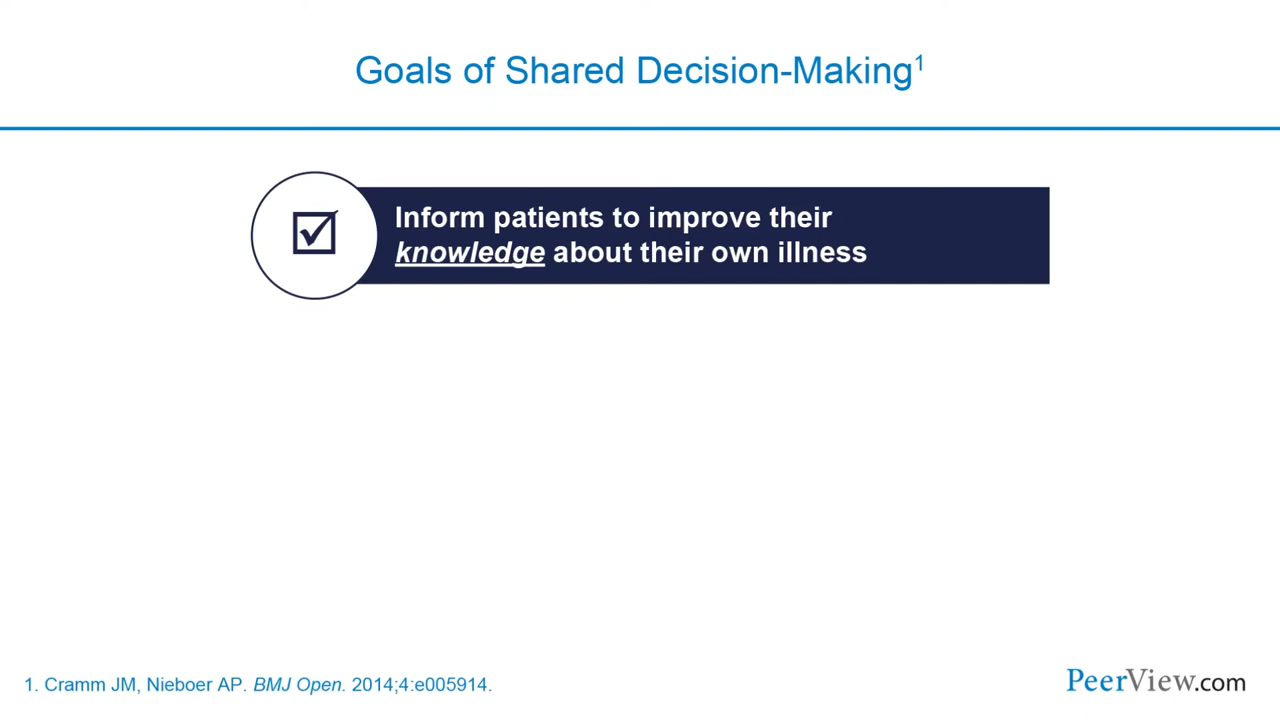 Goals of Shared Decision-Making1
Inform patients to improve their
knowledge about their own illness
1. Cramm JM, Nieboer AP. BMJ Open. 2014;4:e005914.
PeerView.com